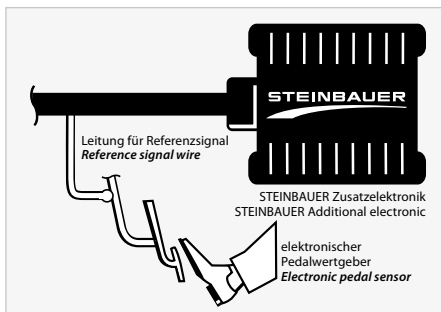 STEINBAUER
Leitung für Referenzsignal
Reference signal wire
STEINBAUER Zusatzelektronik
STEINBAUER Additional electronic
elektronischer
Pedalwertgeber
Electronic pedal sensor